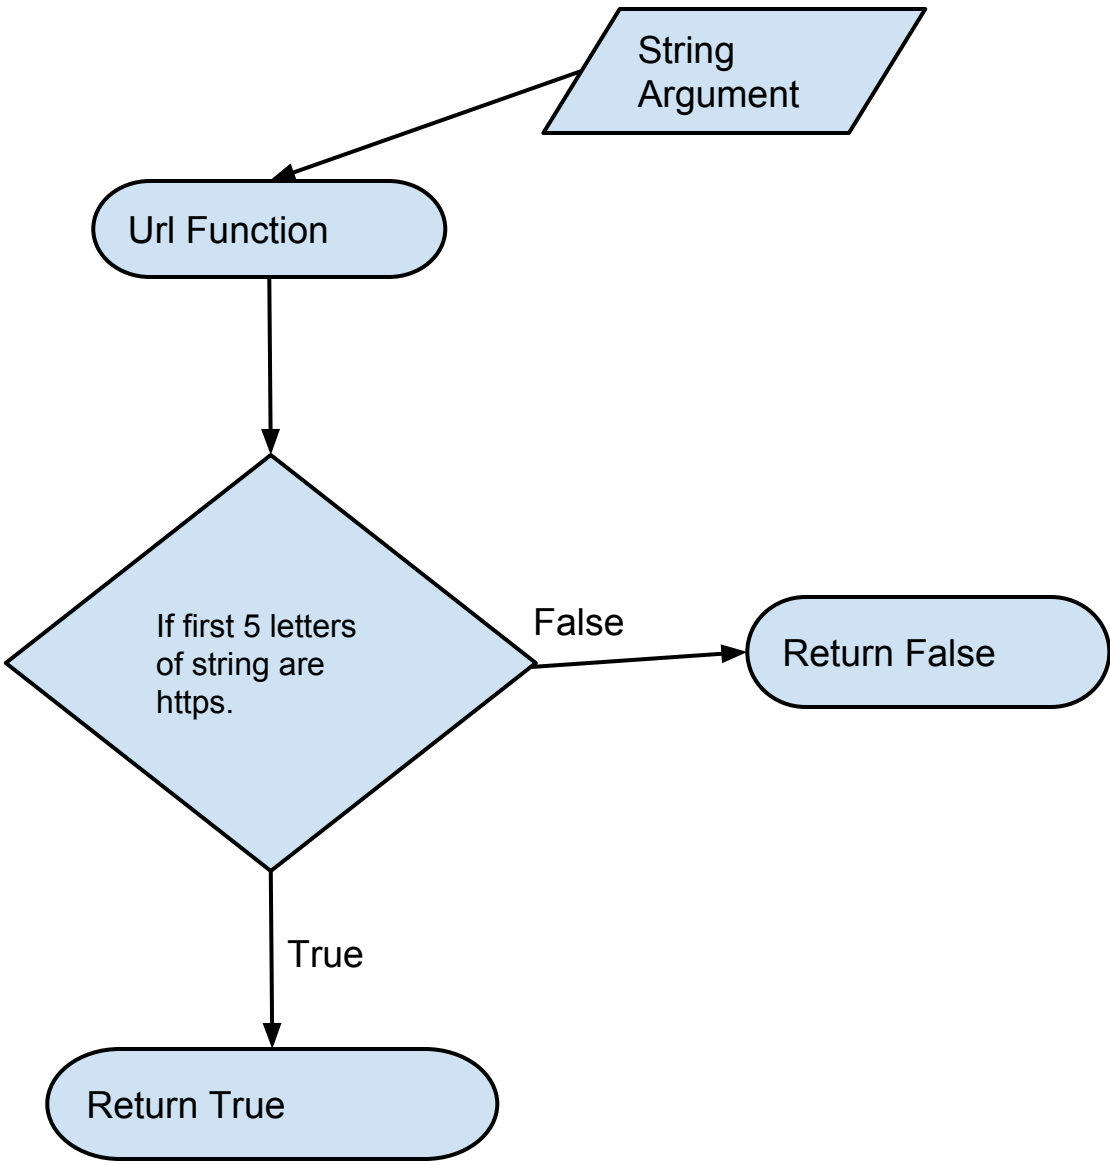 String
Argument
Url Function
If first 5 letters
of string are
https.
False
Return False
True
Return True